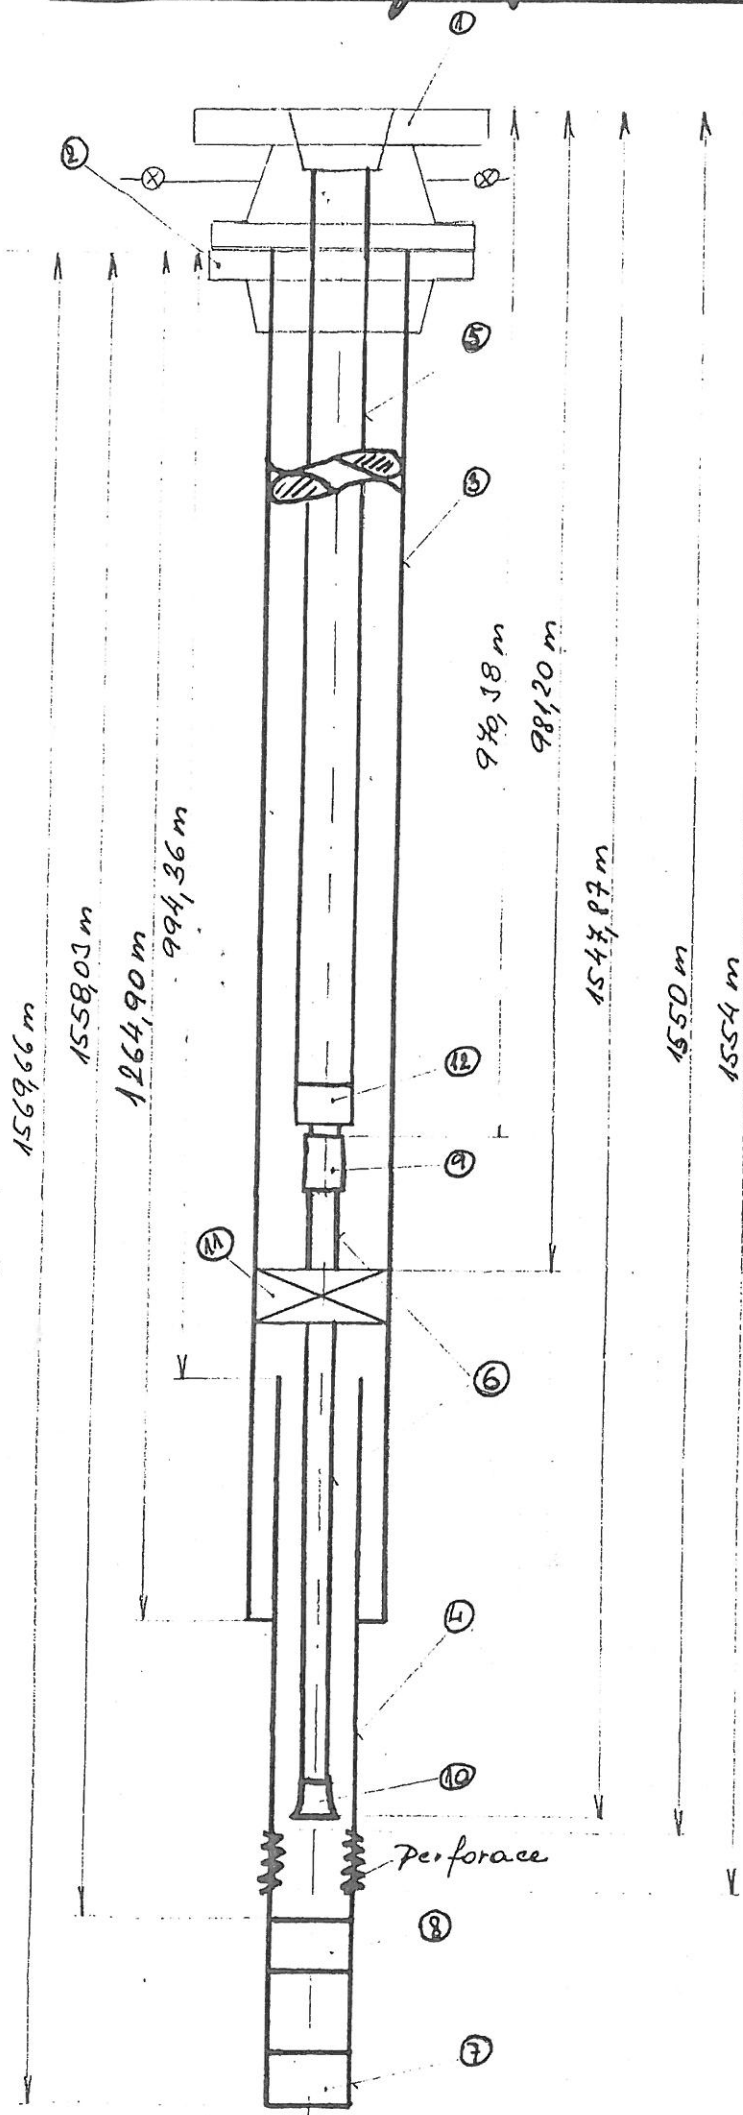 ①
②
⑤
③
970,38 m
981,20 m
994,36 m
1547,87 m
1558,03 m
1264,90 m
1550 m
1554 m
1569,66 m
⑫
⑨
⑪
⑥
④
⑩
perforace
⑧
⑦